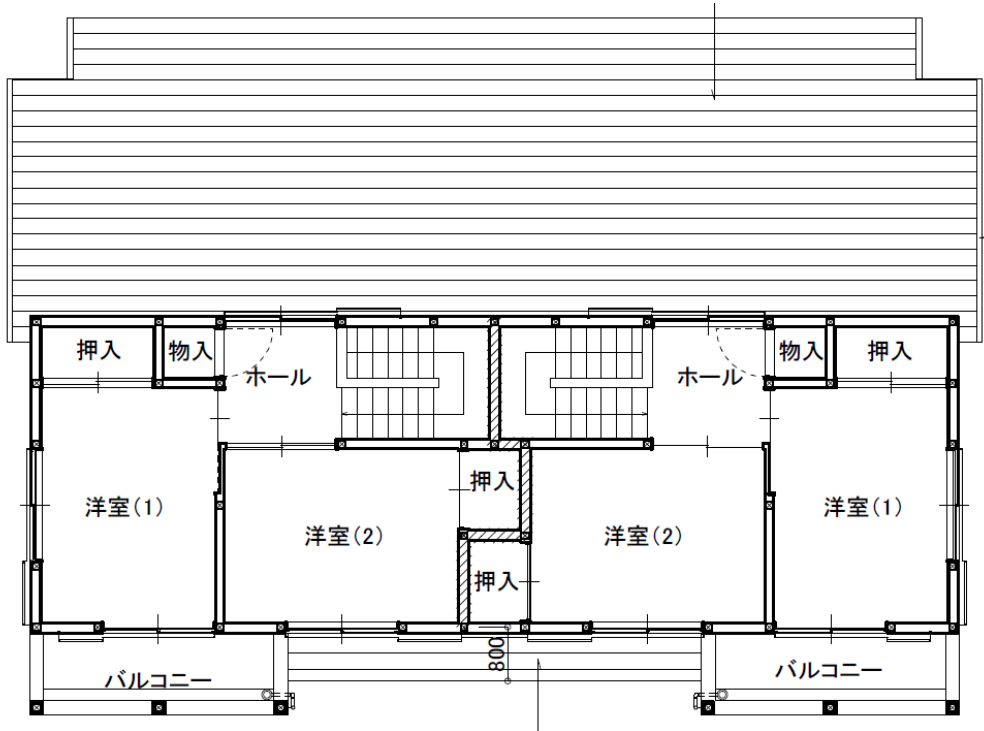 押入
物入
ホール
ホール
物入
押入
洋室(1)
洋室(2)
押入
押入
洋室(2)
洋室(1)
800
バルコニー
バルコニー